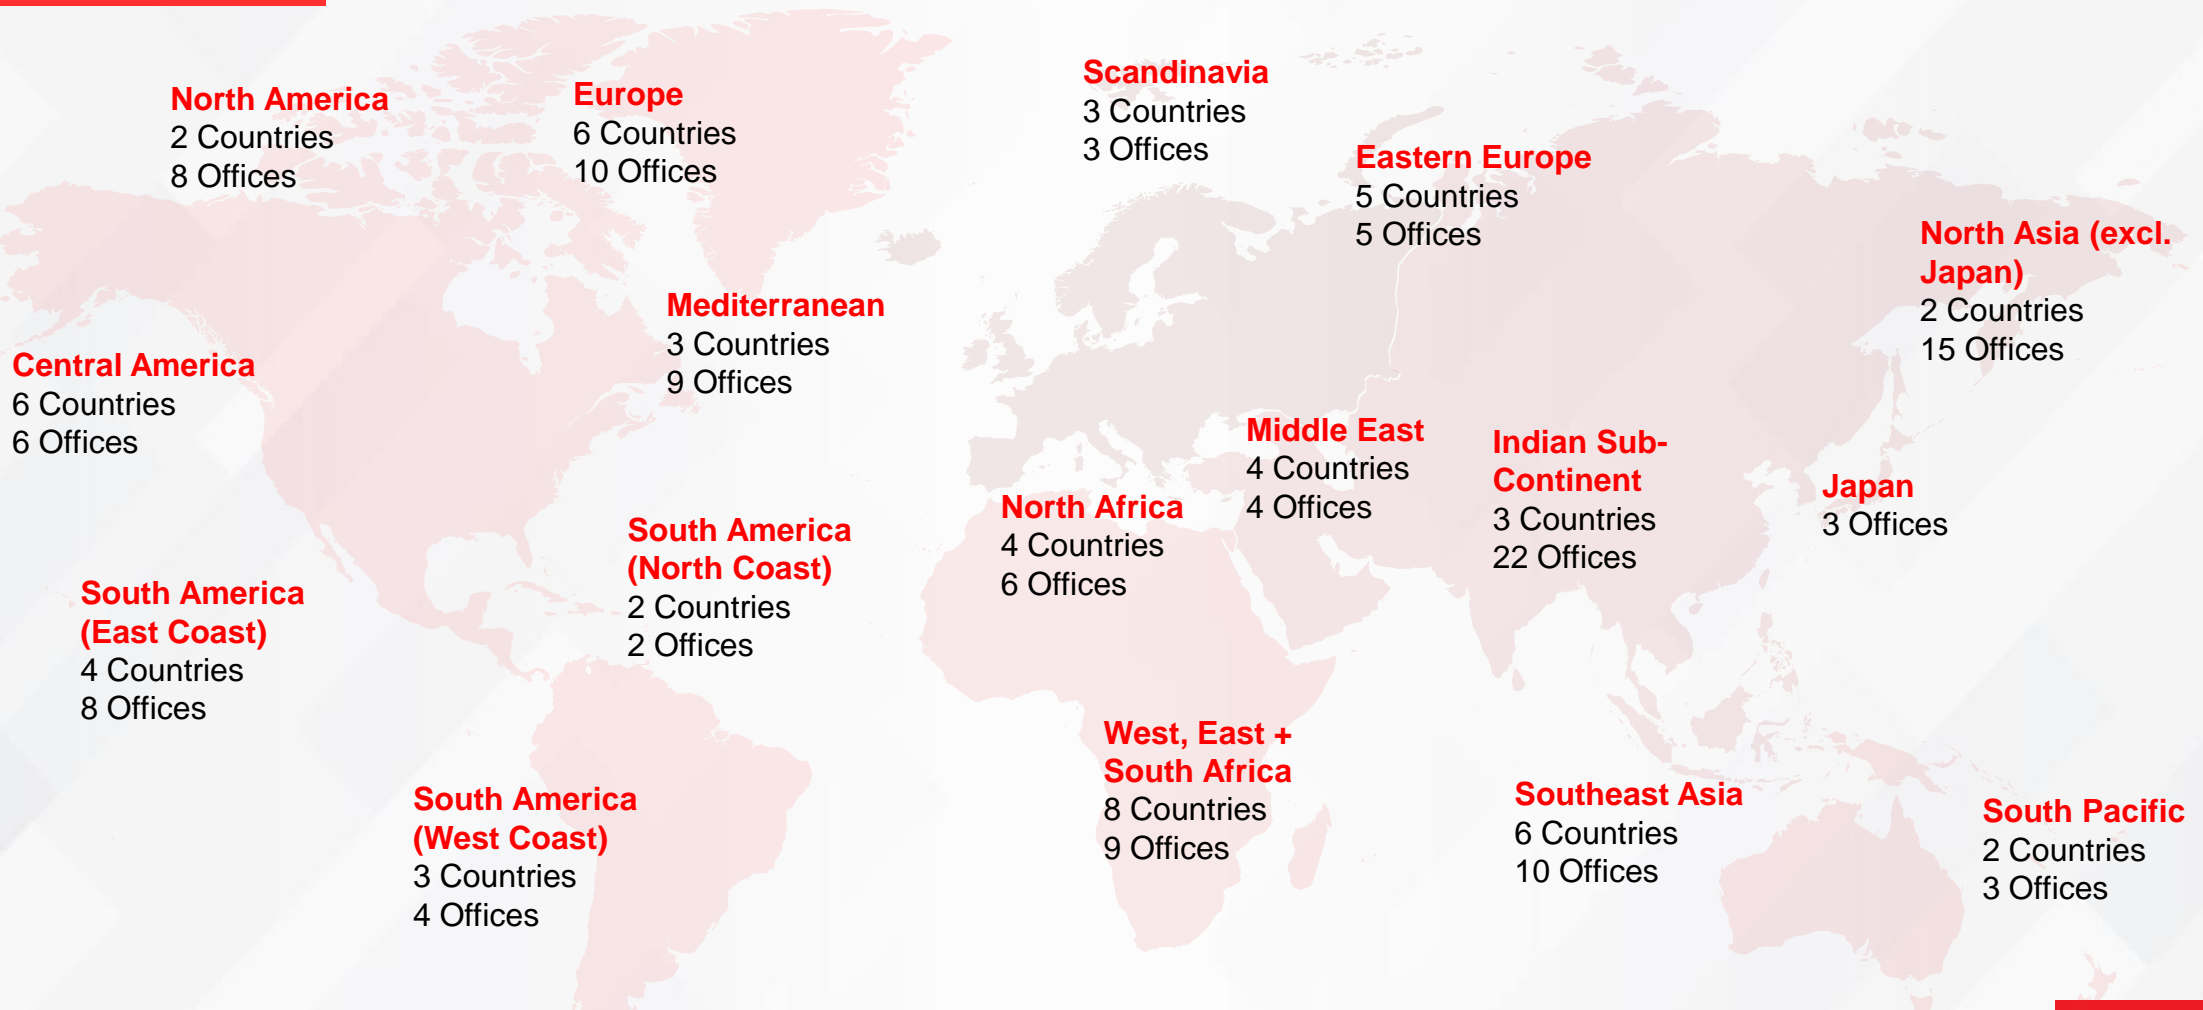 North America
2 Countries
8 Offices
Europe
6 Countries
10 Offices
Scandinavia
3 Countries
3 Offices
Eastern Europe
5 Countries
5 Offices
North Asia (excl.
Japan)
2 Countries
15 Offices
Mediterranean
3 Countries
9 Offices
Central America
6 Countries
6 Offices
Middle East
4 Countries
4 Offices
Indian Sub-
Continent
3 Countries
22 Offices
Japan
3 Offices
North Africa
4 Countries
6 Offices
South America
(North Coast)
2 Countries
2 Offices
South America
(East Coast)
4 Countries
8 Offices
West, East +
South Africa
8 Countries
9 Offices
South America
(West Coast)
3 Countries
4 Offices
Southeast Asia
6 Countries
10 Offices
South Pacific
2 Countries
3 Offices